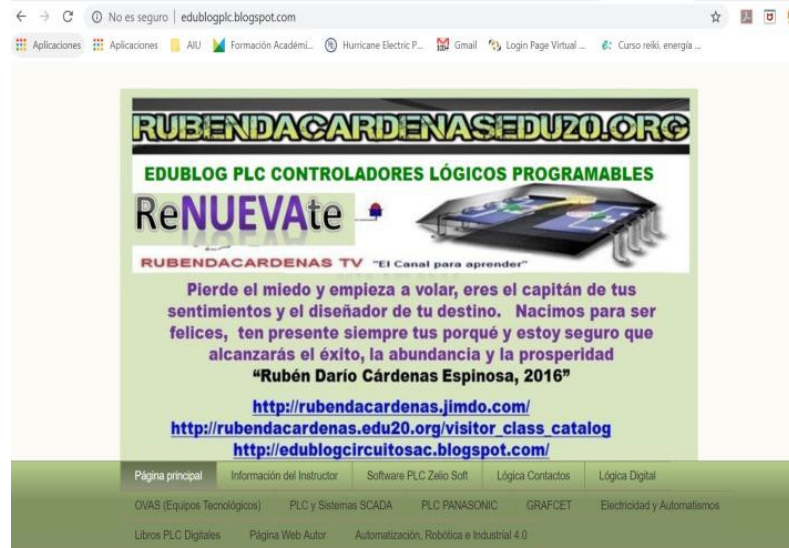 No es seguro | edublogplc.blogspot.com
Aplicaciones Aplicaciones AIU Formación Académi... Hurricane Electric P... Gmail Login Page Virtual ... Curso reiki. energía ...
RUBENDACARDENASEDU20.ORG
EDUBLOG PLC CONTROLADORES LÓGICOS PROGRAMABLES
ReNUEVAte
RUBENDACARDENAS TV "El Canal para aprender"
Pierde el miedo y empieza a volar, eres el capitán de tus
sentimientos y el diseñador de tu destino. Nacimos para ser
felices, ten presente siempre tus porqué y estoy seguro que
alcanzarás el éxito, la abundancia y la prosperidad
“Rubén Darío Cárdenas Espinosa, 2016”
http://rubendacardenas.jimdo.com/
http://rubendacardenas.edu20.org/visitor_class_catalog
http://edublogcircuitosac.blogspot.com/
Página principal Información del Instructor Software PLC Zelio Soft Lógica Contactos Lógica Digital
OVAS (Equipos Tecnológicos) PLC y Sistemas SCADA PLC PANASONIC GRAFCET Electricidad y Automatismos
Libros PLC Digitales Página Web Autor Automatización, Robótica e Industrial 4.0